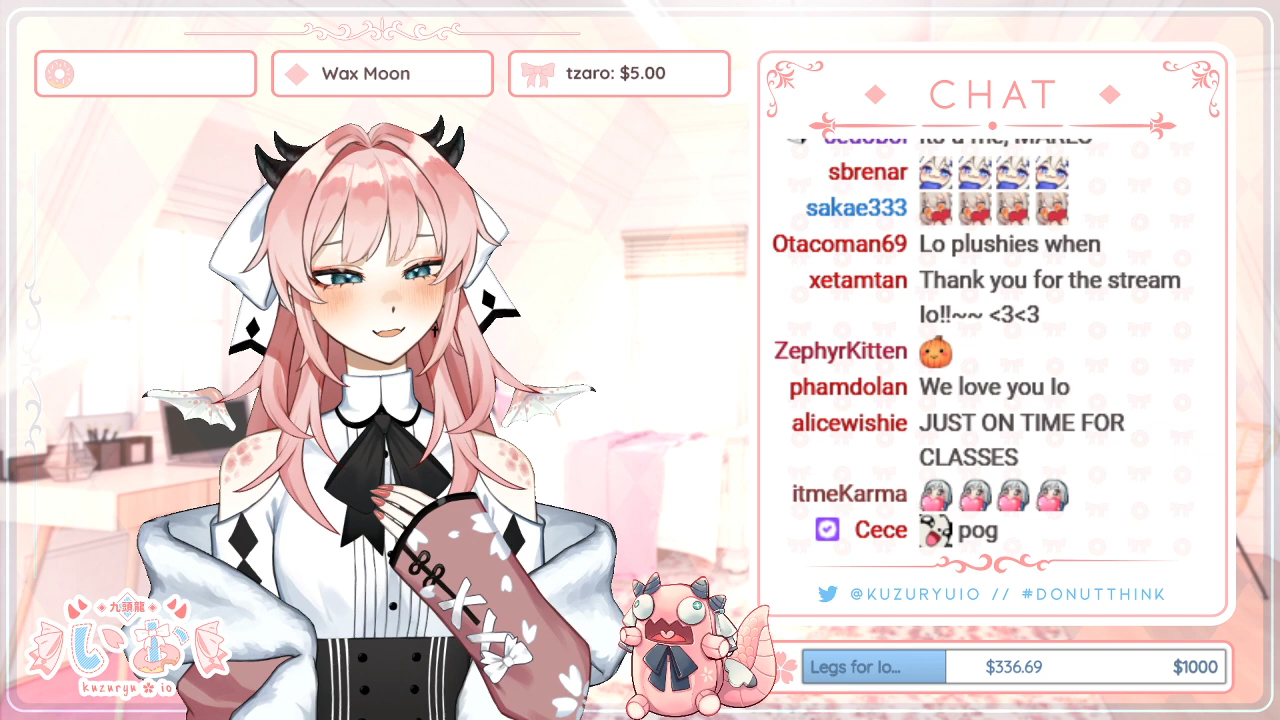 Wax Moon
tzaro: $5.00
CHAT
sbrenar
sakae333
Otacoman69 Lo plushies when
xetamtan Thank you for the stream
Io!!~~ <3<3
ZephyrKitten
phamdolan We love you Io
alicewishie JUST ON TIME FOR
CLASSES
itmeKarma
Cece pog
@KUZURYUIO // #DONUTTHINK
Legs for Io... $336.69 $1000
九頭龍
いお
kuzuryu io